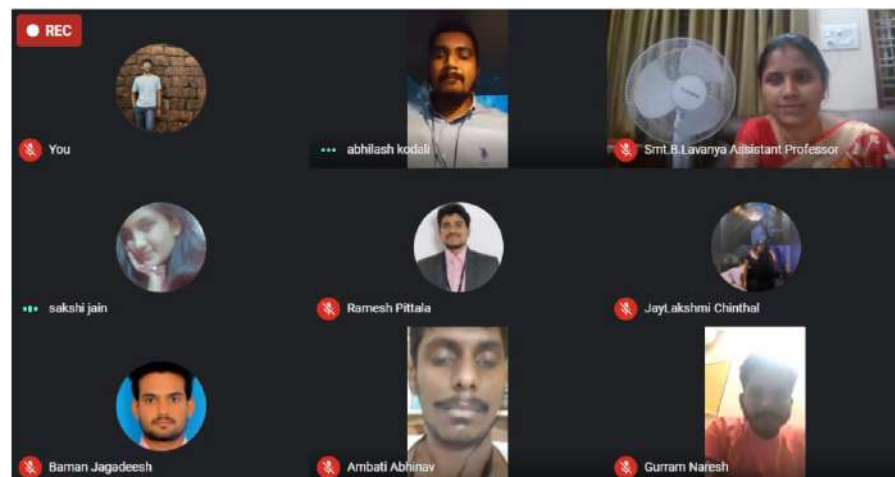 REC
You
abhilash kodali
Smt.B.Lavanya Assistant Professor
sakshi jain
Ramesh Pittala
JayLakshmi Chinthal
Baman Jagadeesh
Ambati Abhinav
Gurram Naresh